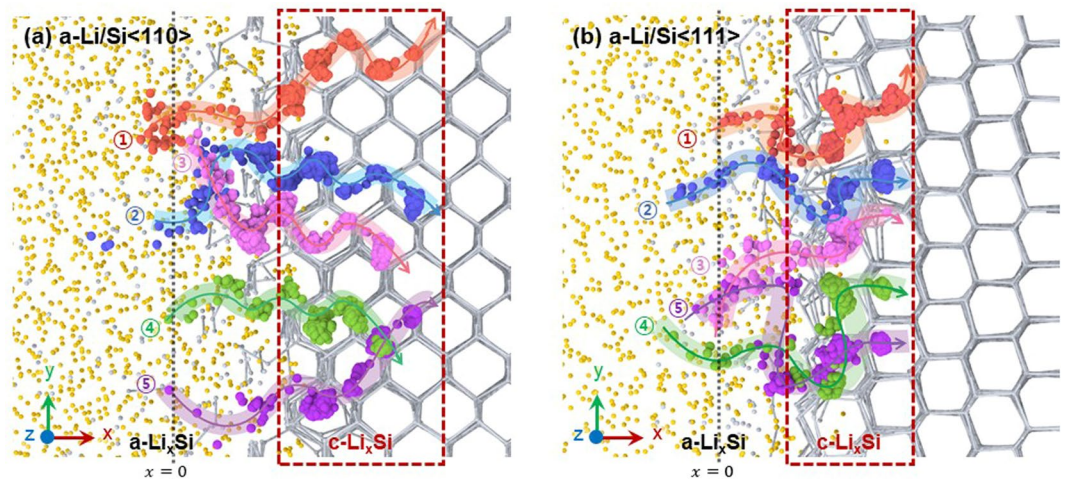 (a) a-Li/Si<110>
①
③
②
④
⑤
y
z x
a-LiₓSi
c-LiₓSi
x = 0
(b) a-Li/Si<111>
①
②
③
⑤
④
y
z x
a-LiₓSi
c-LiₓSi
x = 0